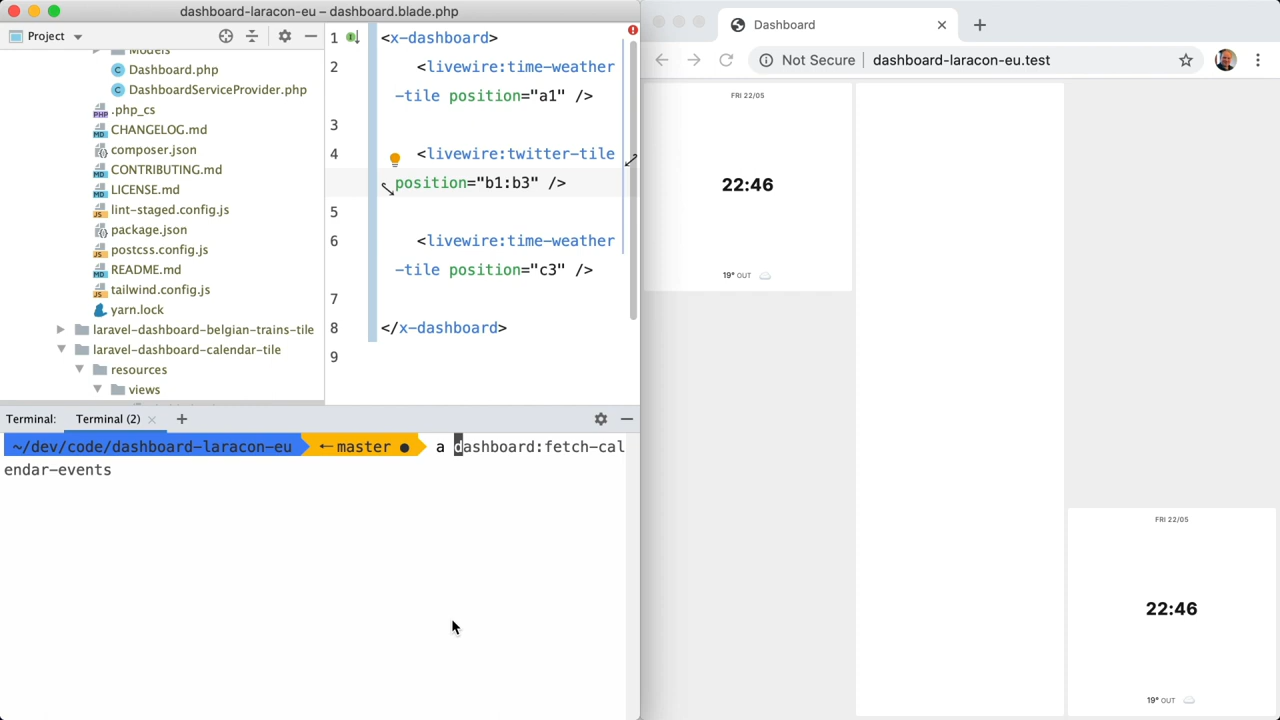 dashboard-laracon-eu – dashboard.blade.php
Project
Models
Dashboard.php
DashboardServiceProvider.php
.php_cs
CHANGELOG.md
composer.json
CONTRIBUTING.md
LICENSE.md
lint-staged.config.js
package.json
postcss.config.js
README.md
tailwind.config.js
yarn.lock
laravel-dashboard-belgian-trains-tile
laravel-dashboard-calendar-tile
resources
views
1 <x-dashboard>
2 <livewire:time-weather
-tile position="a1" />
3
4 <livewire:twitter-tile
position="b1:b3" />
5
6 <livewire:time-weather
-tile position="c3" />
7
8 </x-dashboard>
9
Terminal: Terminal (2) +
~/dev/code/dashboard-laracon-eu ← master ● a dashboard:fetch-cal
endar-events
Dashboard
Not Secure dashboard-laracon-eu.test
FRI 22/05
22:46
19° OUT
FRI 22/05
22:46
19° OUT